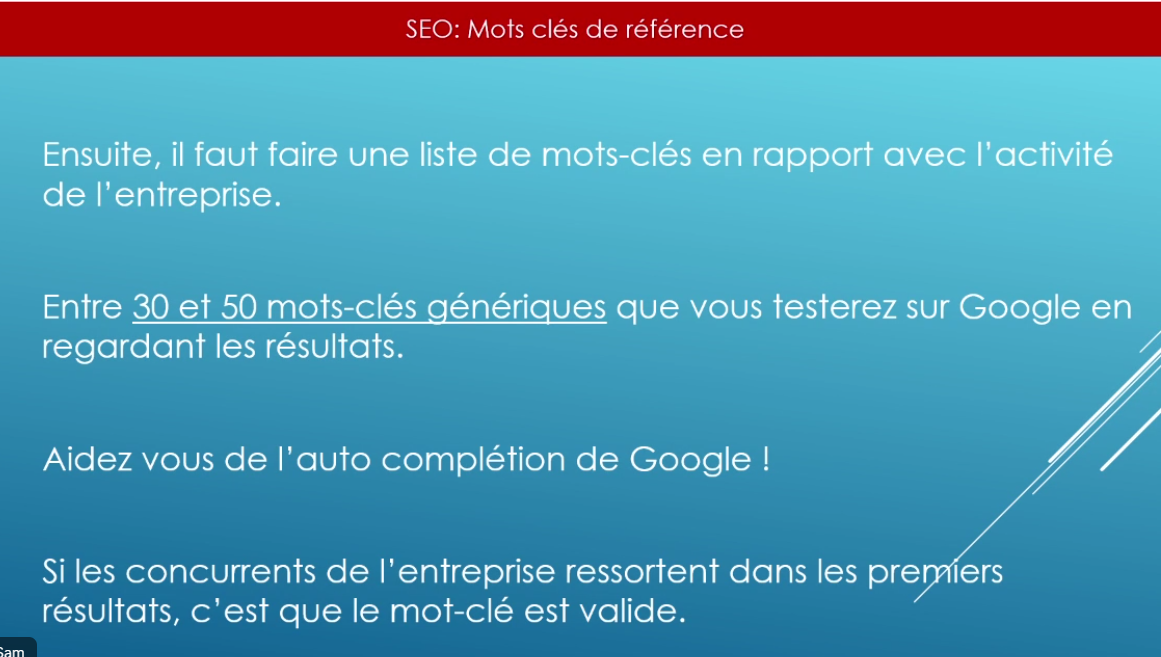 SEO: Mots clés de référence
Ensuite, il faut faire une liste de mots-clés en rapport avec l’activité
de l’entreprise.
Entre 30 et 50 mots-clés génériques que vous testerez sur Google en
regardant les résultats.
Aidez vous de l’auto complétion de Google !
Si les concurrents de l’entreprise ressortent dans les premiers
résultats, c’est que le mot-clé est valide.
Sam